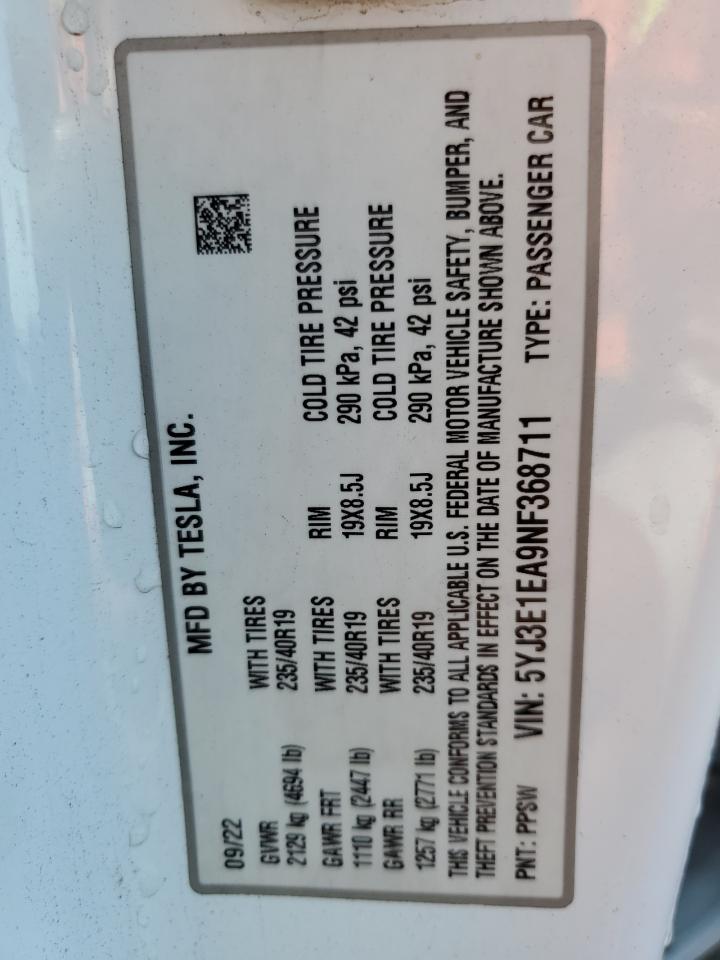 MFD BY TESLA, INC.
09/22
GVWR WITH TIRES
2129 kg (4694 lb) 235/40R19
GAWR FRT WITH TIRES RIM COLD TIRE PRESSURE
1110 kg (2447 lb) 235/40R19 19X8.5J 290 kPa, 42 psi
GAWR RR WITH TIRES RIM COLD TIRE PRESSURE
1257 kg (2771 lb) 235/40R19 19X8.5J 290 kPa, 42 psi
THIS VEHICLE CONFORMS TO ALL APPLICABLE U.S. FEDERAL MOTOR VEHICLE SAFETY, BUMPER, AND
THEFT PREVENTION STANDARDS IN EFFECT ON THE DATE OF MANUFACTURE SHOWN ABOVE.
PNT: PPSW VIN: 5YJ3E1EA9NF368711 TYPE: PASSENGER CAR